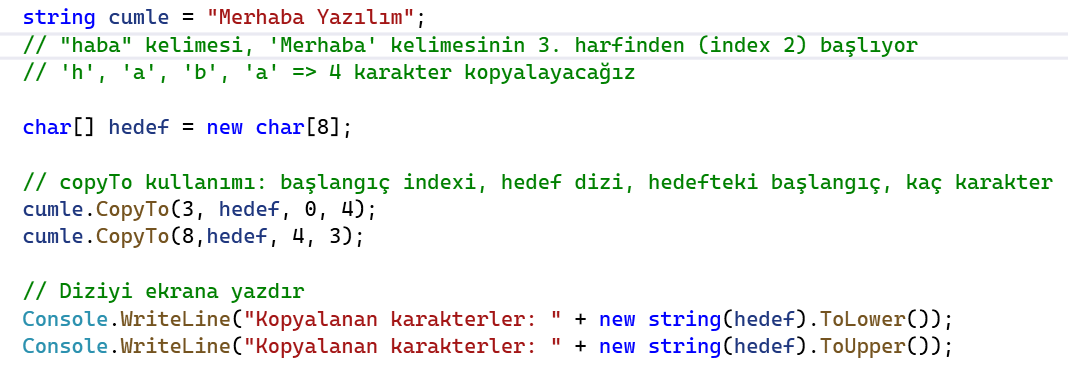 string cumle = "Merhaba Yazılım";
// "haba" kelimesi, 'Merhaba' kelimesinin 3. harfinden (index 2) başlıyor
// 'h', 'a', 'b', 'a' => 4 karakter kopyalayacağız
char[] hedef = new char[8];
// copyTo kullanımı: başlangıç indexi, hedef dizi, hedefteki başlangıç, kaç karakter
cumle.CopyTo(3, hedef, 0, 4);
cumle.CopyTo(8,hedef, 4, 3);
// Diziyi ekrana yazdır
Console.WriteLine("Kopyalanan karakterler: " + new string(hedef).ToLower());
Console.WriteLine("Kopyalanan karakterler: " + new string(hedef).ToUpper());